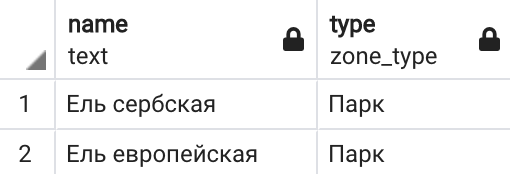 name type
text zone_type
1 Ель сербская Парк
2 Ель европейская Парк